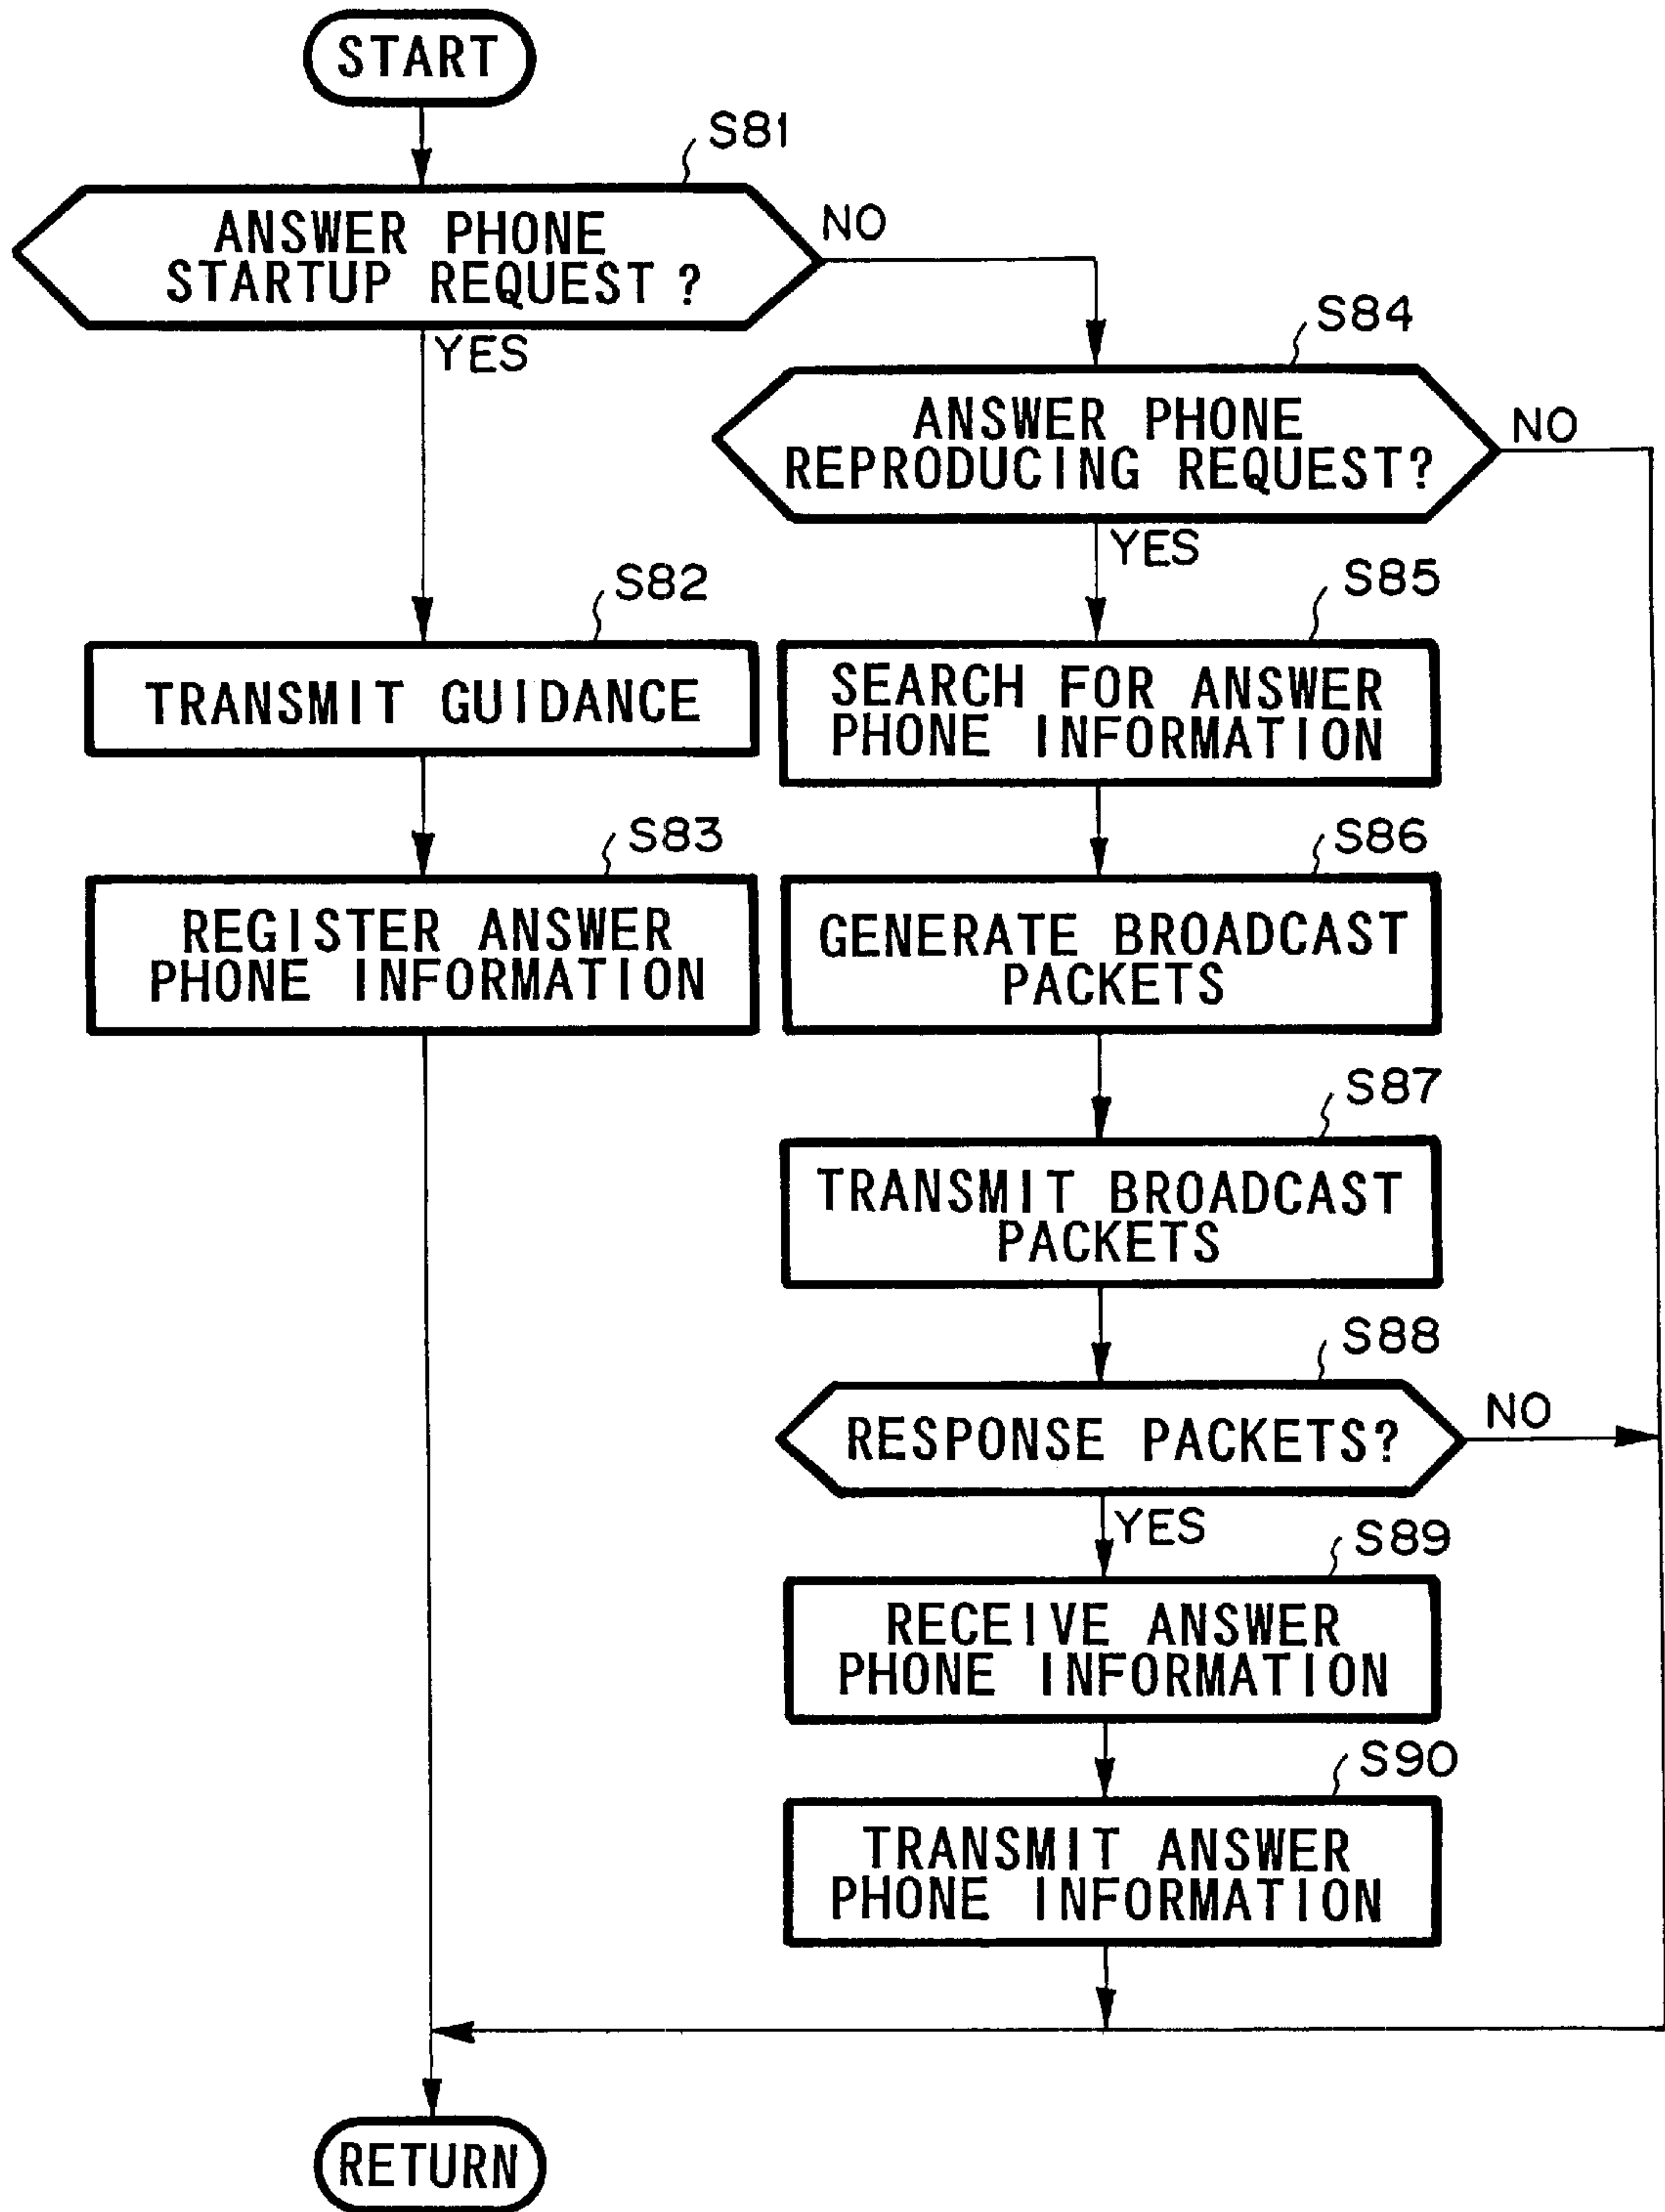 START
S81
ANSWER PHONE
STARTUP REQUEST?
NO
YES
S84
ANSWER PHONE
REPRODUCING REQUEST?
NO
YES
S82
TRANSMIT GUIDANCE
S85
SEARCH FOR ANSWER
PHONE INFORMATION
S83
REGISTER ANSWER
PHONE INFORMATION
S86
GENERATE BROADCAST
PACKETS
S87
TRANSMIT BROADCAST
PACKETS
S88
RESPONSE PACKETS?
NO
YES
S89
RECEIVE ANSWER
PHONE INFORMATION
S90
TRANSMIT ANSWER
PHONE INFORMATION
RETURN